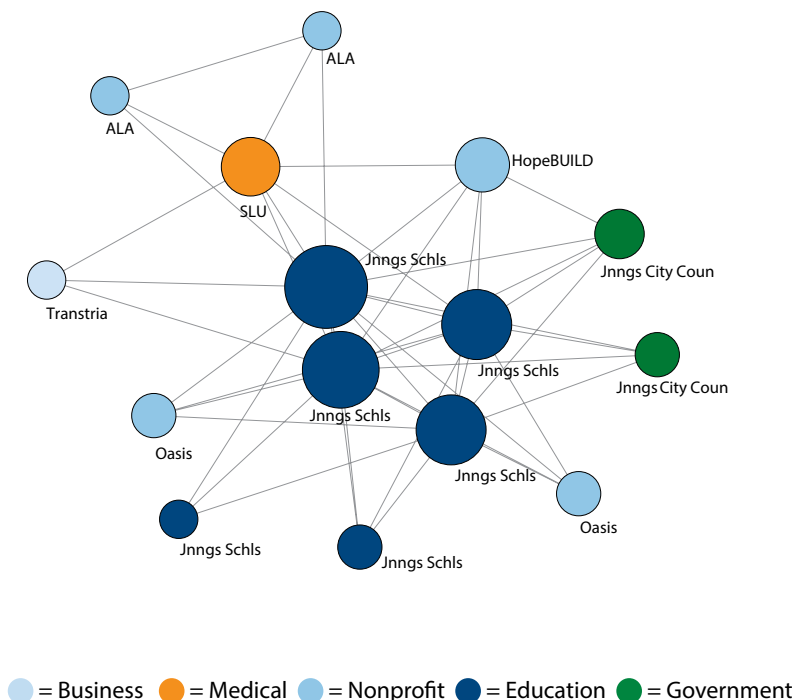 ALA
ALA
HopeBUILD
SLU
Jnngs Schls
Jnngs City Coun
Transtria
Jnngs Schls
Jnngs City Coun
Jnngs Schls
Oasis
Jnngs Schls
Oasis
Jnngs Schls
Jnngs Schls
= Business = Medical = Nonprofit = Education = Government